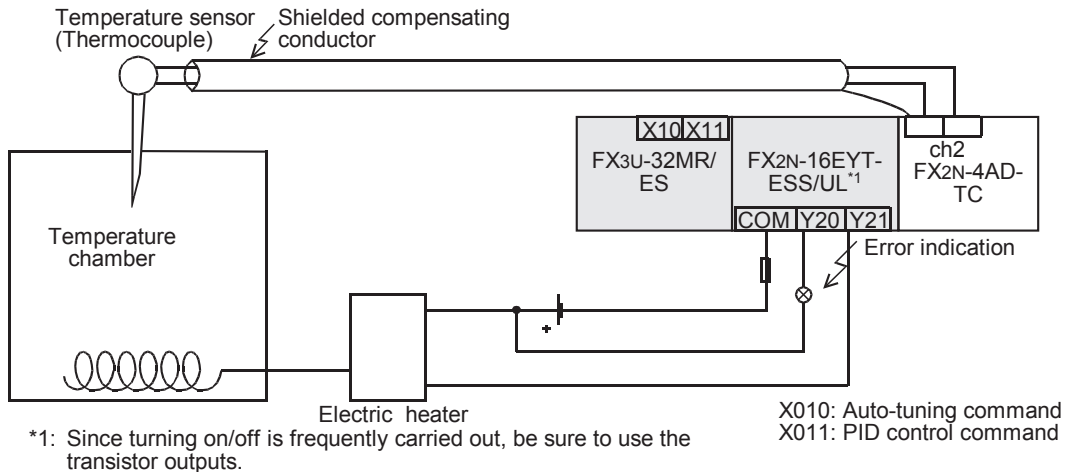 Temperature sensor
(Thermocouple)
Shielded compensating
conductor
X10 X11
FX3U-32MR/
ES
FX2N-16EYT-
ESS/UL*1
COM Y20 Y21
ch2
FX2N-4AD-
TC
Temperature
chamber
Error indication
+
Electric heater
X010: Auto-tuning command
X011: PID control command
*1: Since turning on/off is frequently carried out, be sure to use the
transistor outputs.